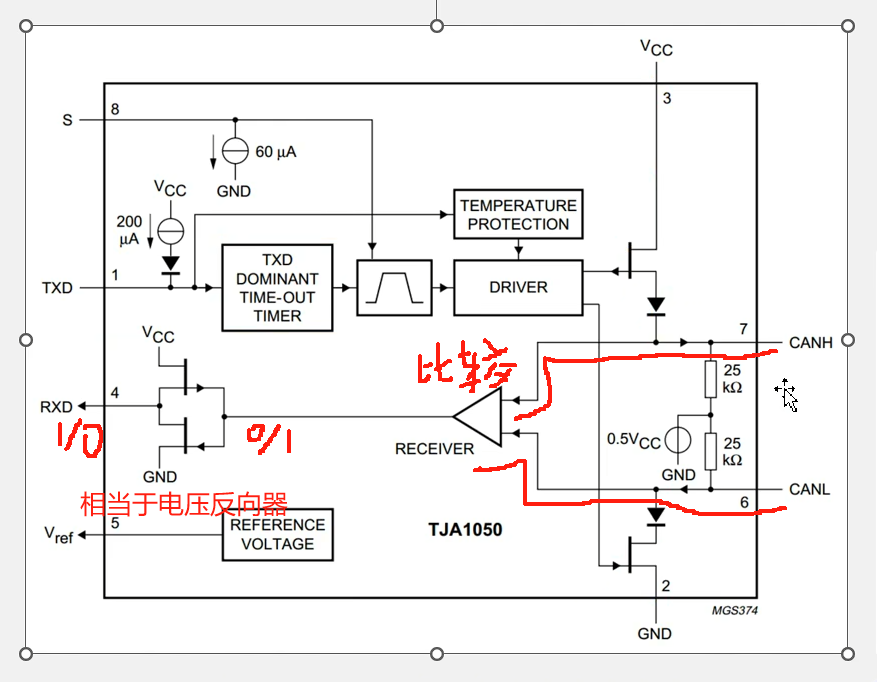 VCC
3
S
8
60 μA
GND
VCC
200
μA
TEMPERATURE
PROTECTION
TXD
1
TXD
DOMINANT
TIME-OUT
TIMER
DRIVER
7
CANH
VCC
比较
25
kΩ
RXD
4
1/0
0/1
RECEIVER
0.5VCC
GND
25
kΩ
GND
CANL
6
相当于电压反向器
Vref
5
REFERENCE
VOLTAGE
TJA1050
2
MGS374
GND